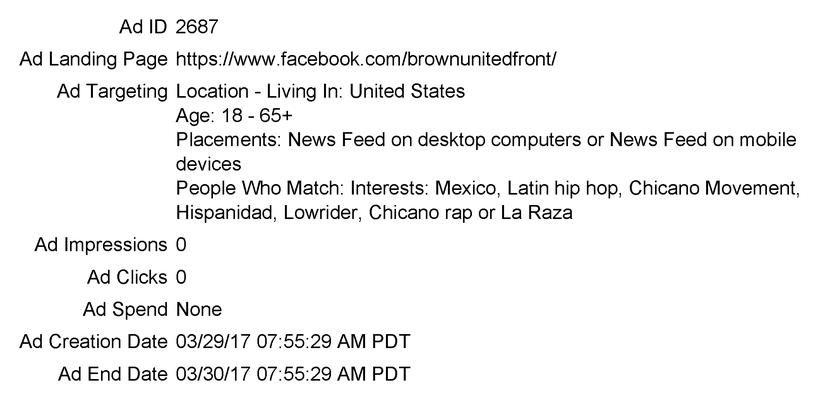 Ad ID 2687
Ad Landing Page https://www.facebook.com/brownunitedfront/
Ad Targeting Location - Living In: United States
Age: 18 - 65+
Placements: News Feed on desktop computers or News Feed on mobile
devices
People Who Match: Interests: Mexico, Latin hip hop, Chicano Movement,
Hispanidad, Lowrider, Chicano rap or La Raza
Ad Impressions 0
Ad Clicks 0
Ad Spend None
Ad Creation Date 03/29/17 07:55:29 AM PDT
Ad End Date 03/30/17 07:55:29 AM PDT